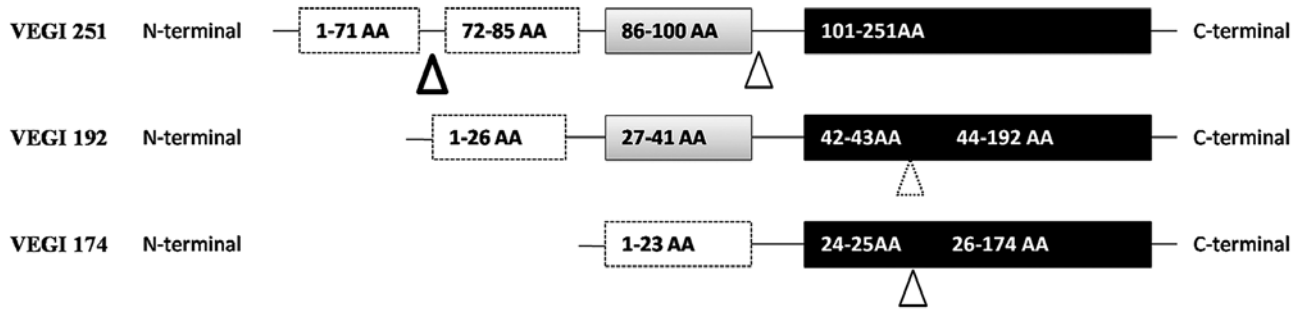 VEGI 251 N-terminal 1-71 AA 72-85 AA 86-100 AA 101-251AA C-terminal
VEGI 192 N-terminal 1-26 AA 27-41 AA 42-43AA 44-192 AA C-terminal
VEGI 174 N-terminal 1-23 AA 24-25AA 26-174 AA C-terminal